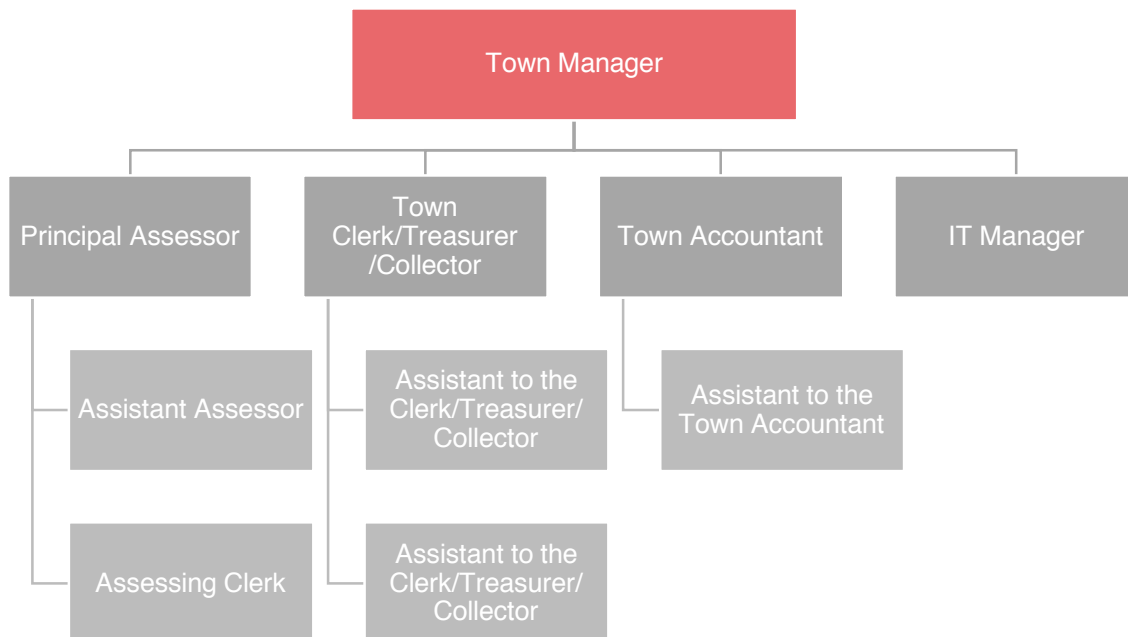 Town Manager
Principal Assessor
Town
Clerk/Treasurer
/Collector
Town Accountant
IT Manager
Assistant Assessor
Assistant to the
Clerk/Treasurer/
Collector
Assistant to the
Town Accountant
Assessing Clerk
Assistant to the
Clerk/Treasurer/
Collector